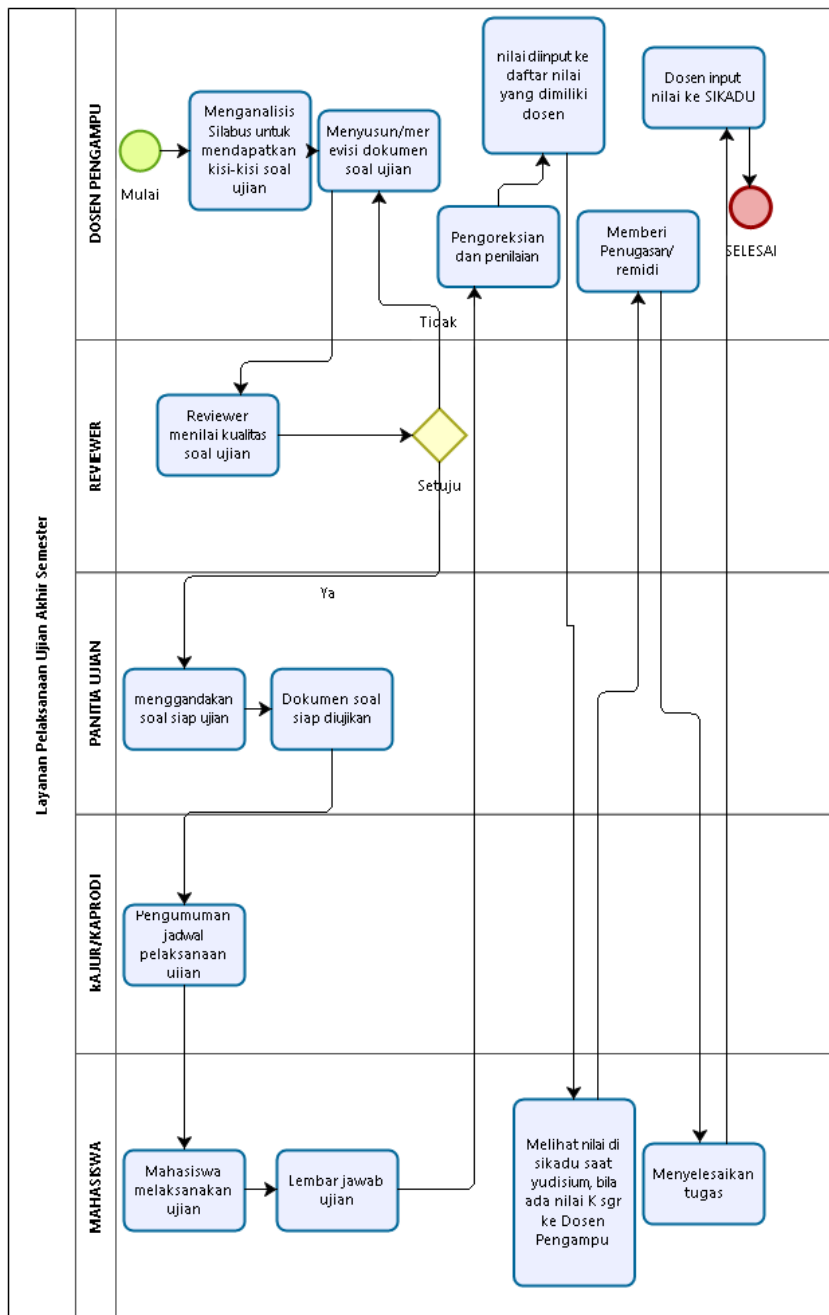 Layanan Pelaksanaan Ujian Akhir Semester
DOSEN PENGAMPU
Mulai
Menganalisis
Silabus untuk
mendapatkan
kisi-kisi soal
ujian
Menyusun/mer
evisi dokumen
soal ujian
nilai diinput ke
daftar nilai
yang dimiliki
dosen
Pengoreksian
dan penilaian
Memberi
Penugasan/
remidi
Dosen input
nilai ke SIKADU
SELESAI
Tidak
REVIEWER
Reviewer
menilai kualitas
soal ujian
Setuju
Ya
PANITIA UJIAN
menggandakan
soal siap ujian
Dokumen soal
siap diujikan
kAJUR/KAPRODI
Pengumuman
jadwal
pelaksanaan
ujian
MAHASISWA
Mahasiswa
melaksanakan
ujian
Lembar jawab
ujian
Melihat nilai di
sikadu saat
yudisium, bila
ada nilai K sgr
ke Dosen
Pengampu
Menyelesaikan
tugas